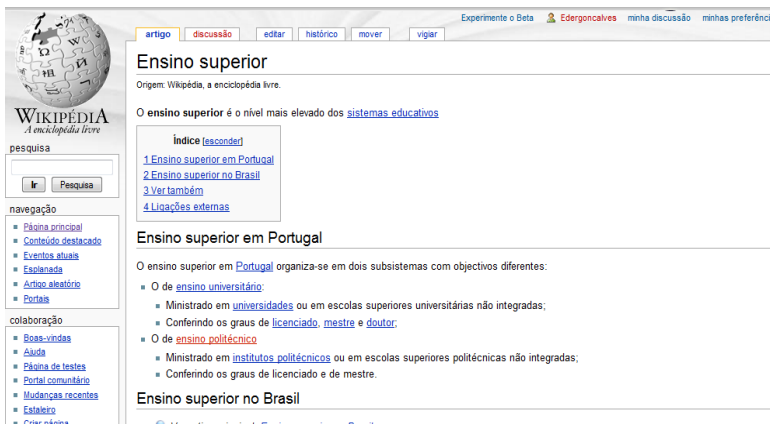 Experimente o Beta Edergoncalves minha discussão minhas preferênci
artigo discussão editar histórico mover vigiar
Ensino superior
Origem: Wikipédia, a enciclopédia livre.
O ensino superior é o nível mais elevado dos sistemas educativos
Índice [esconder]
1 Ensino superior em Portugal
2 Ensino superior no Brasil
3 Ver também
4 Ligações externas
Ensino superior em Portugal
O ensino superior em Portugal organiza-se em dois subsistemas com objectivos diferentes:
O de ensino universitário:
Ministrado em universidades ou em escolas superiores universitárias não integradas;
Conferindo os graus de licenciado, mestre e doutor;
O de ensino politécnico
Ministrado em institutos politécnicos ou em escolas superiores politécnicas não integradas;
Conferindo os graus de licenciado e de mestre.
Ensino superior no Brasil
WIKIPÉDIA
A enciclopédia livre
pesquisa
Ir Pesquisa
navegação
Página principal
Conteúdo destacado
Eventos atuais
Esplanada
Artigo aleatório
Portais
colaboração
Boas-vindas
Ajuda
Página de testes
Portal comunitário
Mudanças recentes
Estaleiro
Criar página